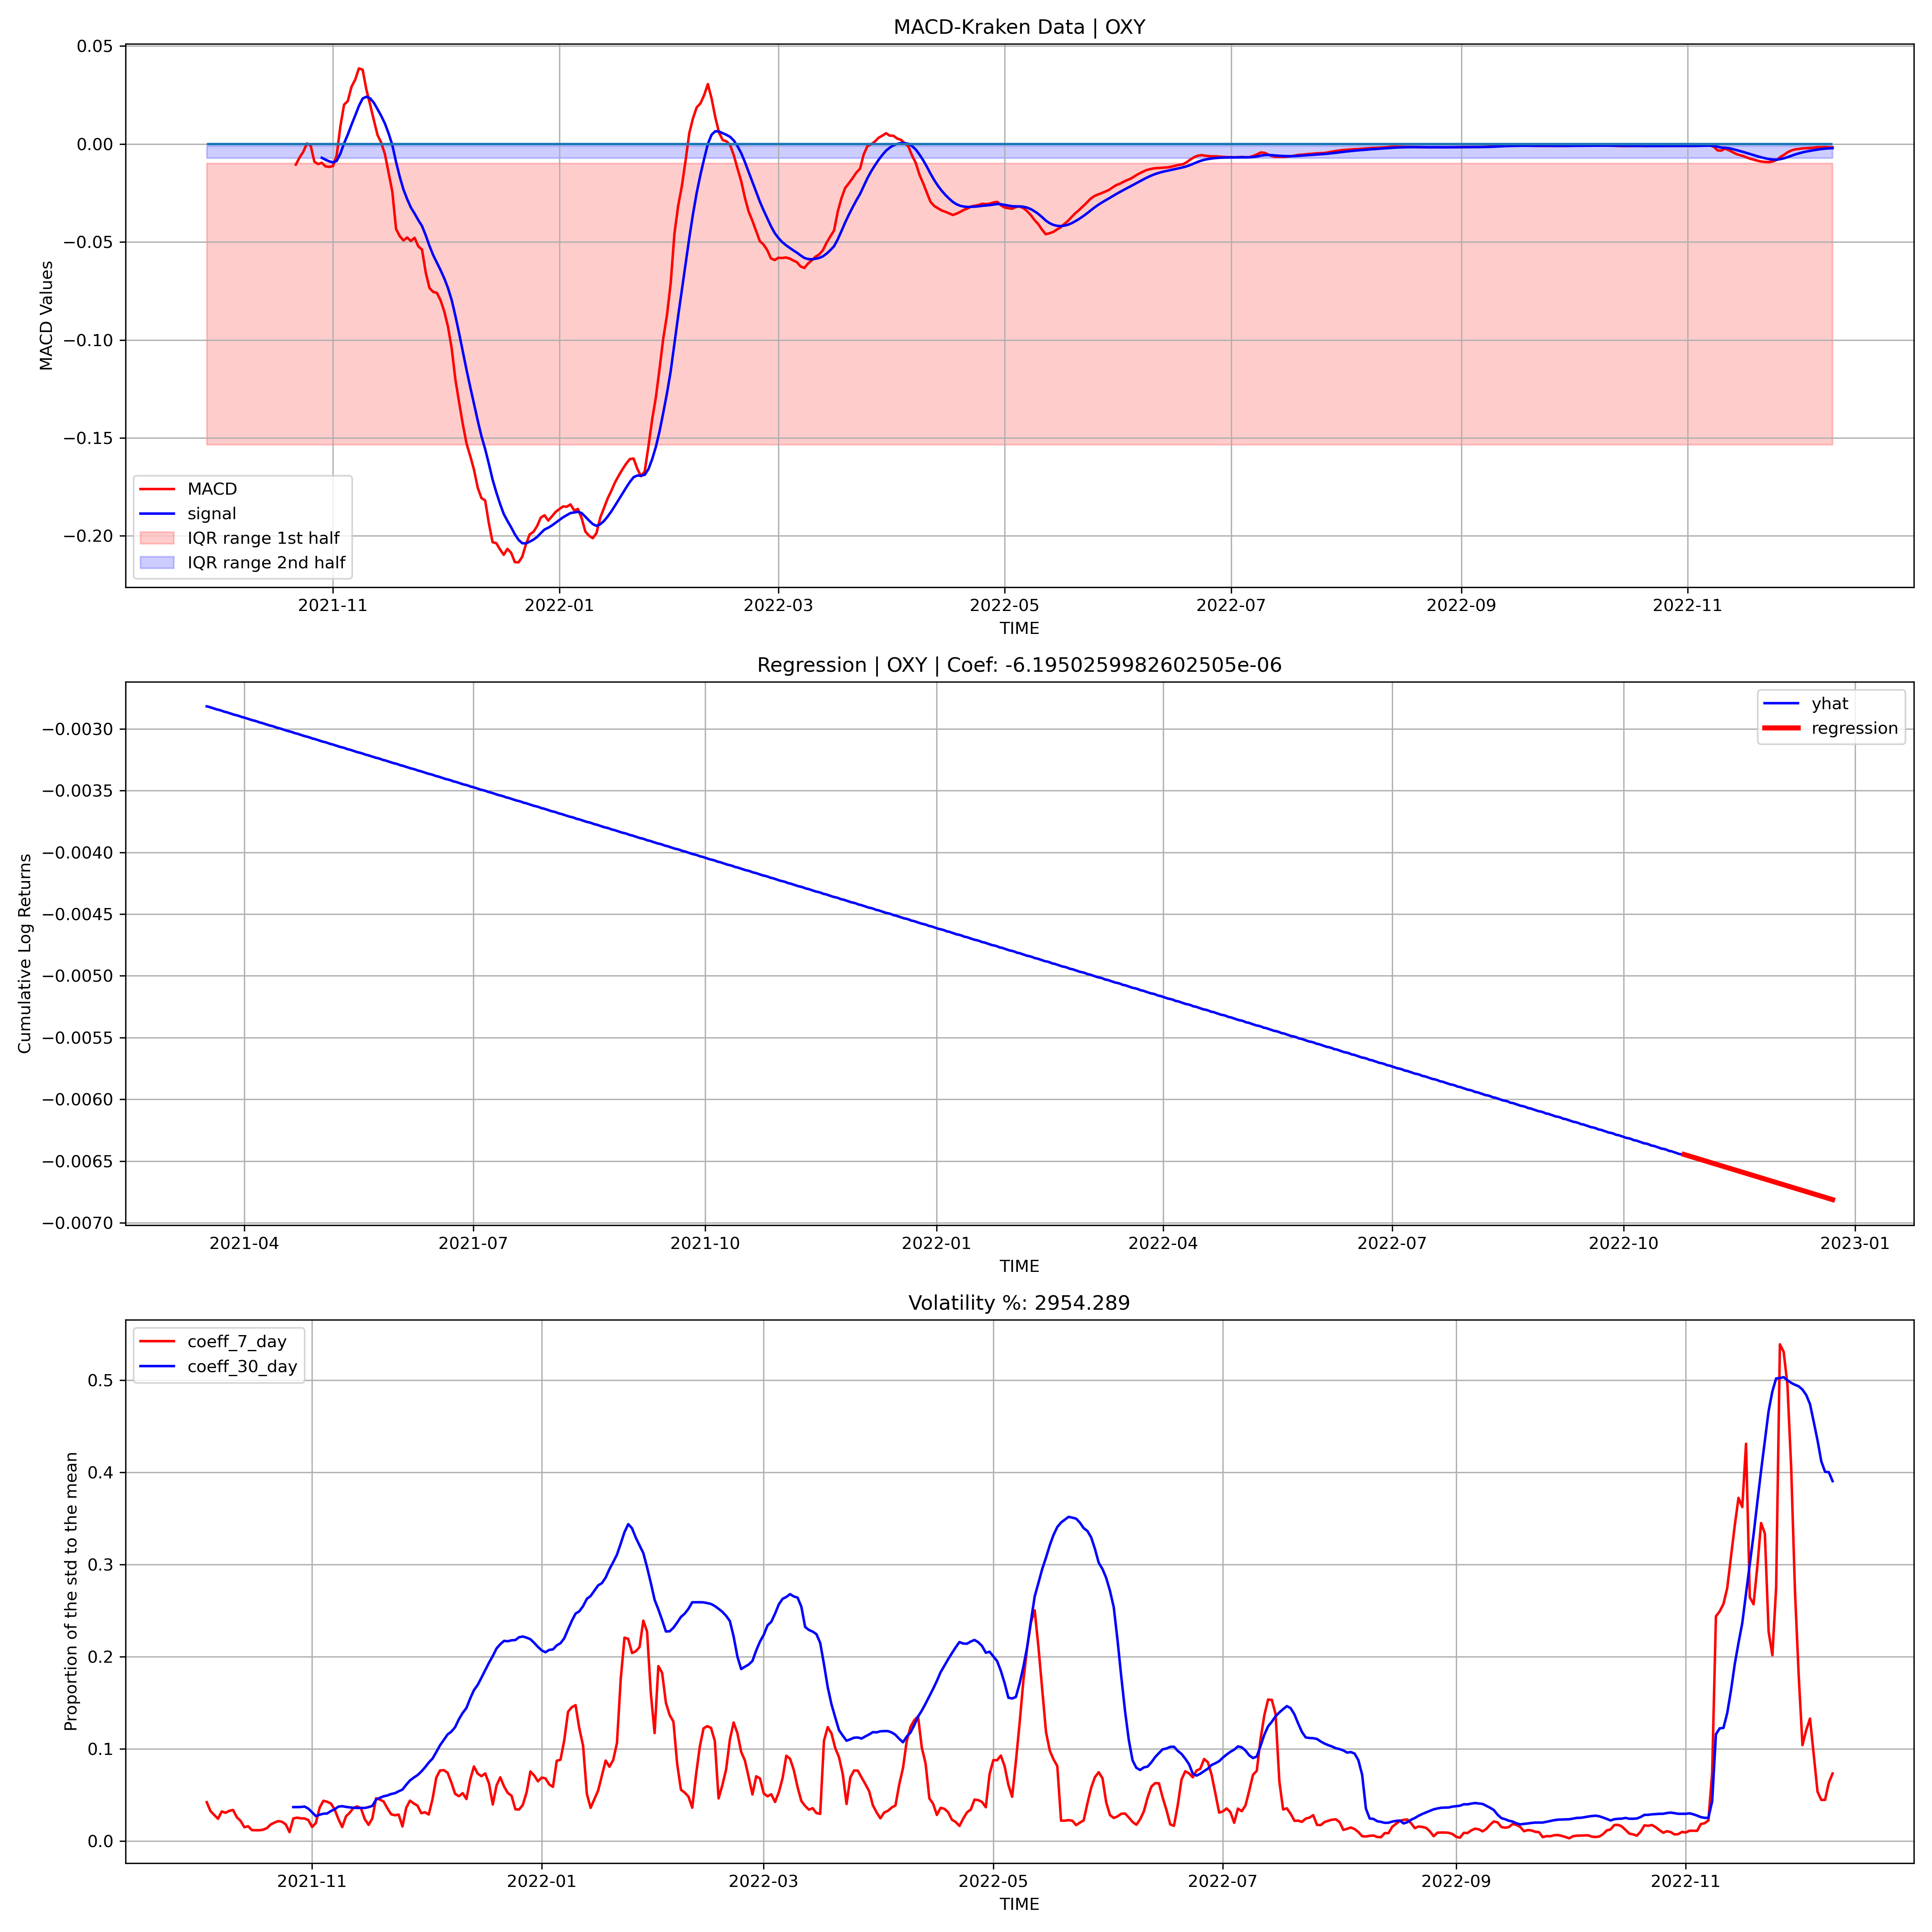 MACD-Kraken Data | OXY
MACD Values
0.05
0.00
−0.05
−0.10
−0.15
−0.20
MACD
signal
IQR range 1st half
IQR range 2nd half
2021-11 2022-01 2022-03 2022-05 2022-07 2022-09 2022-11
TIME
Regression | OXY | Coef: -6.1950259982602505e-06
Cumulative Log Returns
−0.0030
−0.0035
−0.0040
−0.0045
−0.0050
−0.0055
−0.0060
−0.0065
−0.0070
yhat
regression
2021-04 2021-07 2021-10 2022-01 2022-04 2022-07 2022-10 2023-01
TIME
Volatility %: 2954.289
Proportion of the std to the mean
0.5
0.4
0.3
0.2
0.1
0.0
coeff_7_day
coeff_30_day
2021-11 2022-01 2022-03 2022-05 2022-07 2022-09 2022-11
TIME